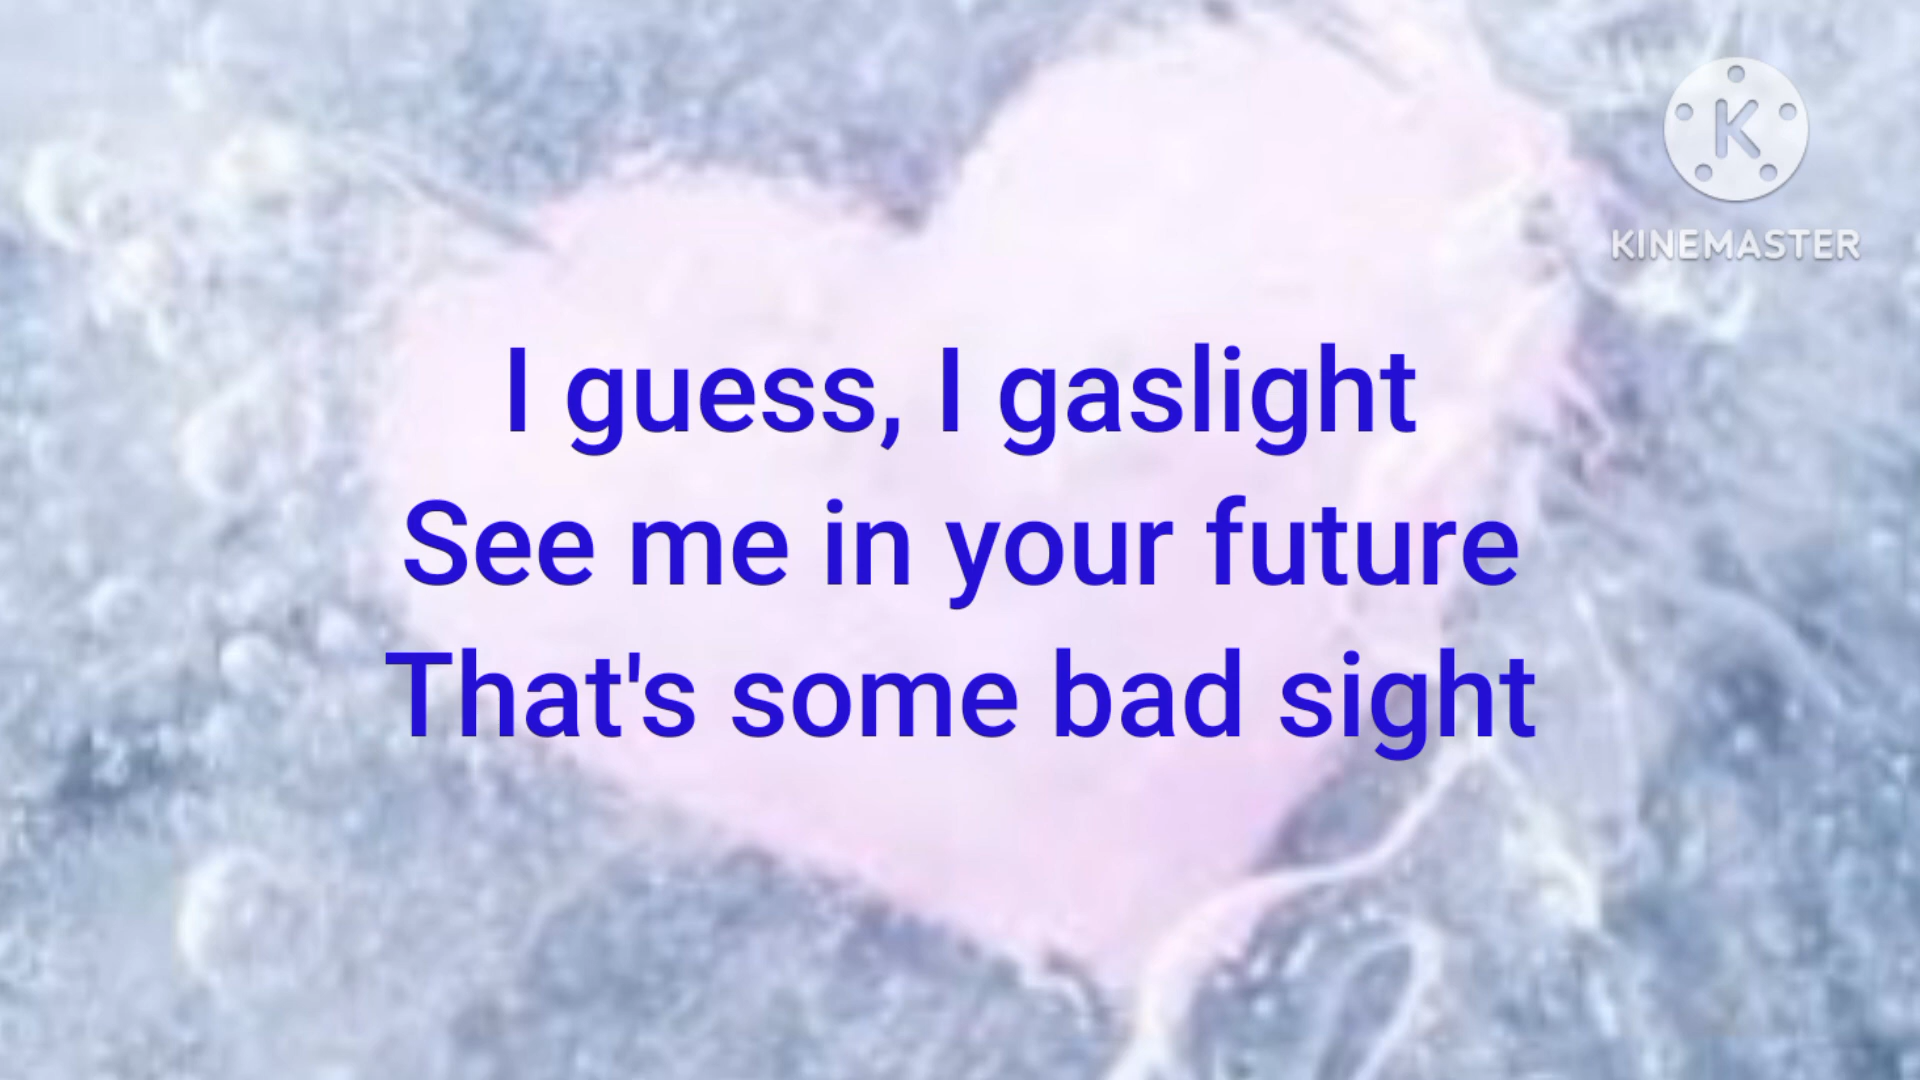 K
KINEMASTER
I guess, I gaslight
See me in your future
That's some bad sight